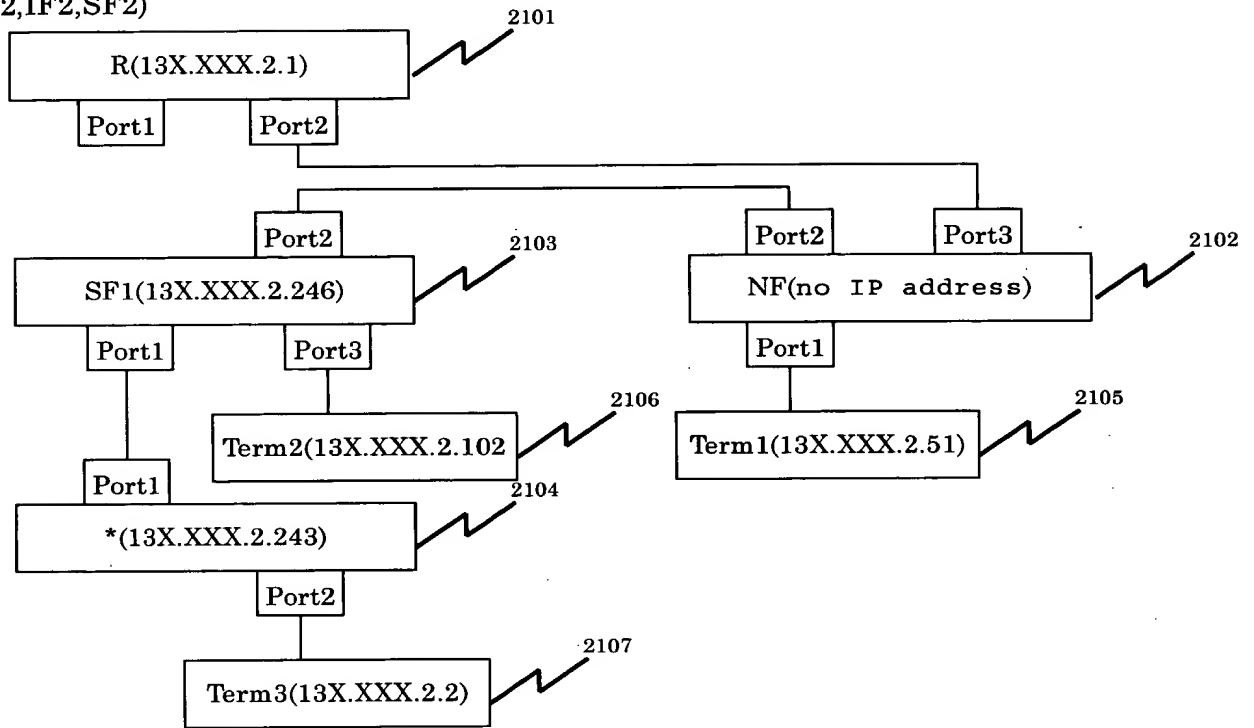 2,IF2,SF2)
2101
R(13X.XXX.2.1)
Port1
Port2
Port2
Port2
Port3
2103
2102
SF1(13X.XXX.2.246)
NF(no IP address)
Port1
Port3
Port1
2106
2105
Term2(13X.XXX.2.102
Term1(13X.XXX.2.51)
Port1
2104
*(13X.XXX.2.243)
Port2
2107
Term3(13X.XXX.2.2)